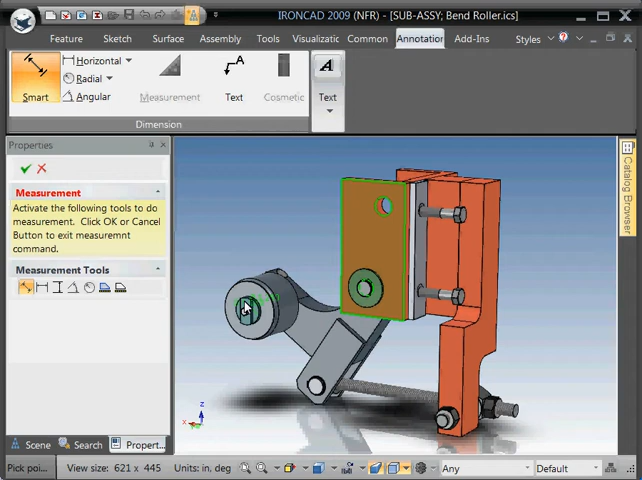 IRONCAD 2009 (NFR) - [SUB-ASSY; Bend Roller.ics]
Feature Sketch Surface Assembly Tools Visualizatic Common Annotation Add-Ins Styles
Horizontal
Radial
Angular
Smart Measurement Text Cosmetic Text
Dimension
Properties
Measurement
Activate the following tools to do
measurement. Click OK or Cancel
Button to exit measuremnt
command.
Measurement Tools
Catalog Browser
z
x
Scene Search Propert...
Pick poi... View size: 621 x 445 Units: in, deg Any Default